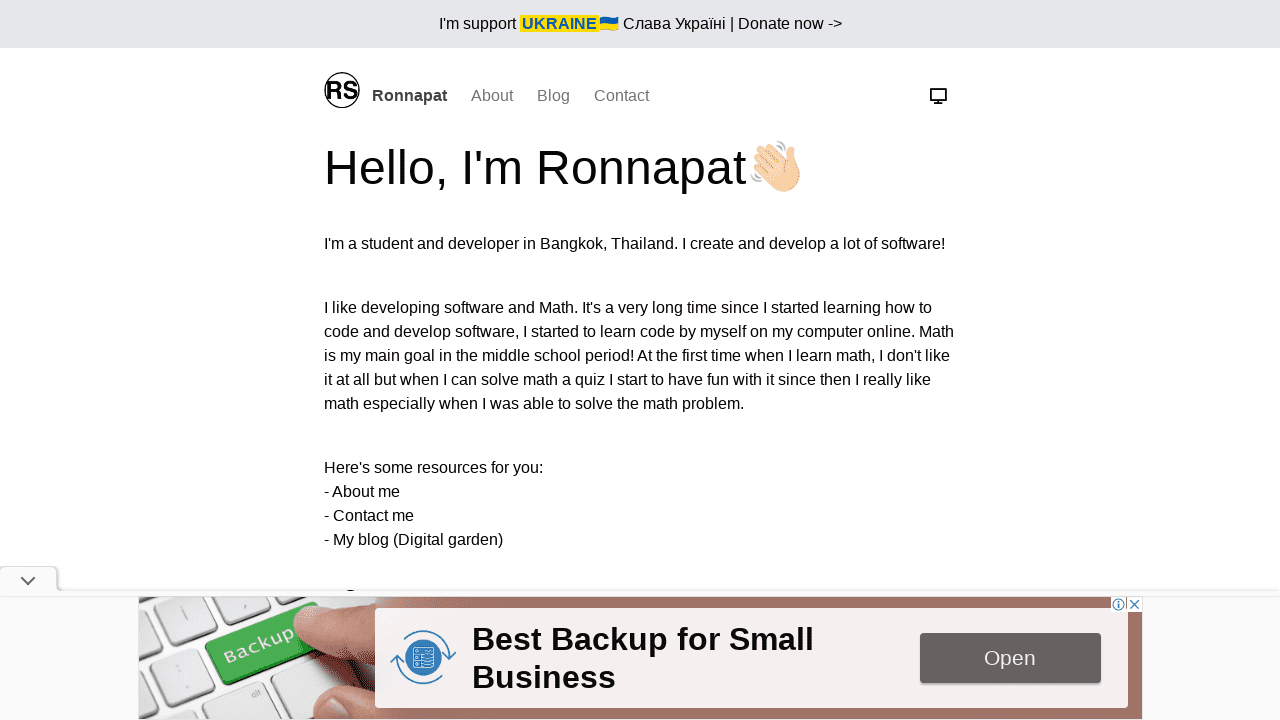 I'm support UKRAINE🇺🇦 Слава Україні | Donate now ->
RS Ronnapat About Blog Contact
Hello, I'm Ronnapat👋🏻
I'm a student and developer in Bangkok, Thailand. I create and develop a lot of software!
I like developing software and Math. It's a very long time since I started learning how to
code and develop software, I started to learn code by myself on my computer online. Math
is my main goal in the middle school period! At the first time when I learn math, I don't like
it at all but when I can solve math a quiz I start to have fun with it since then I really like
math especially when I was able to solve the math problem.
Here's some resources for you:
- About me
- Contact me
- My blog (Digital garden)
Backup
Best Backup for Small
Business
Open